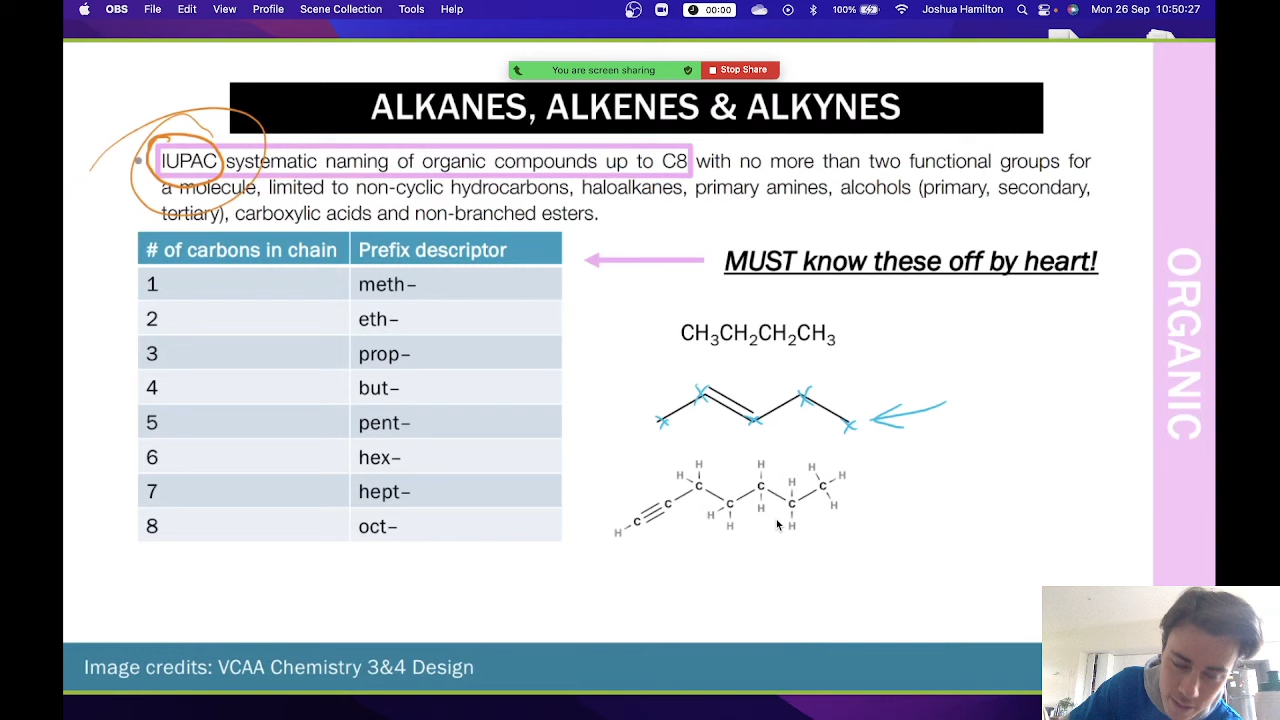 OBS File Edit View Docks Profile Scene Collection Tools Help 00:00 100% Joshua Hamilton Mon 26 Sep 10:50:27
You are screen sharing Stop Share
ALKANES, ALKENES & ALKYNES
• IUPAC systematic naming of organic compounds up to C8 with no more than two functional groups for
a molecule, limited to non-cyclic hydrocarbons, haloalkanes, primary amines, alcohols (primary, secondary,
tertiary), carboxylic acids and non-branched esters.
# of carbons in chain Prefix descriptor
MUST know these off by heart!
1 meth–
2 eth–
3 prop–
4 but–
5 pent–
6 hex–
7 hept–
8 oct–
CH₃CH₂CH₂CH₃
H H H H
H C H C H C H
C C C H
H C H H H
H H H
ORGANIC
Image credits: VCAA Chemistry 3&4 Design